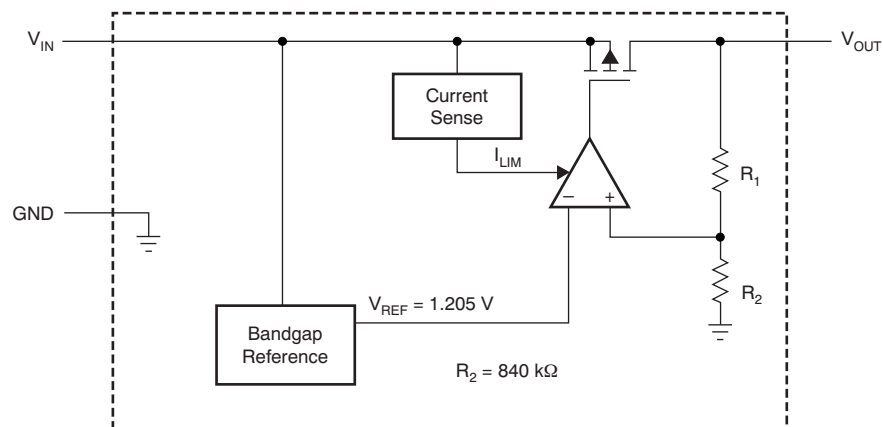 V_IN
V_OUT
Current
Sense
I_LIM
R_1
− +
GND
R_2
V_REF = 1.205 V
Bandgap
Reference
R_2 = 840 kΩ